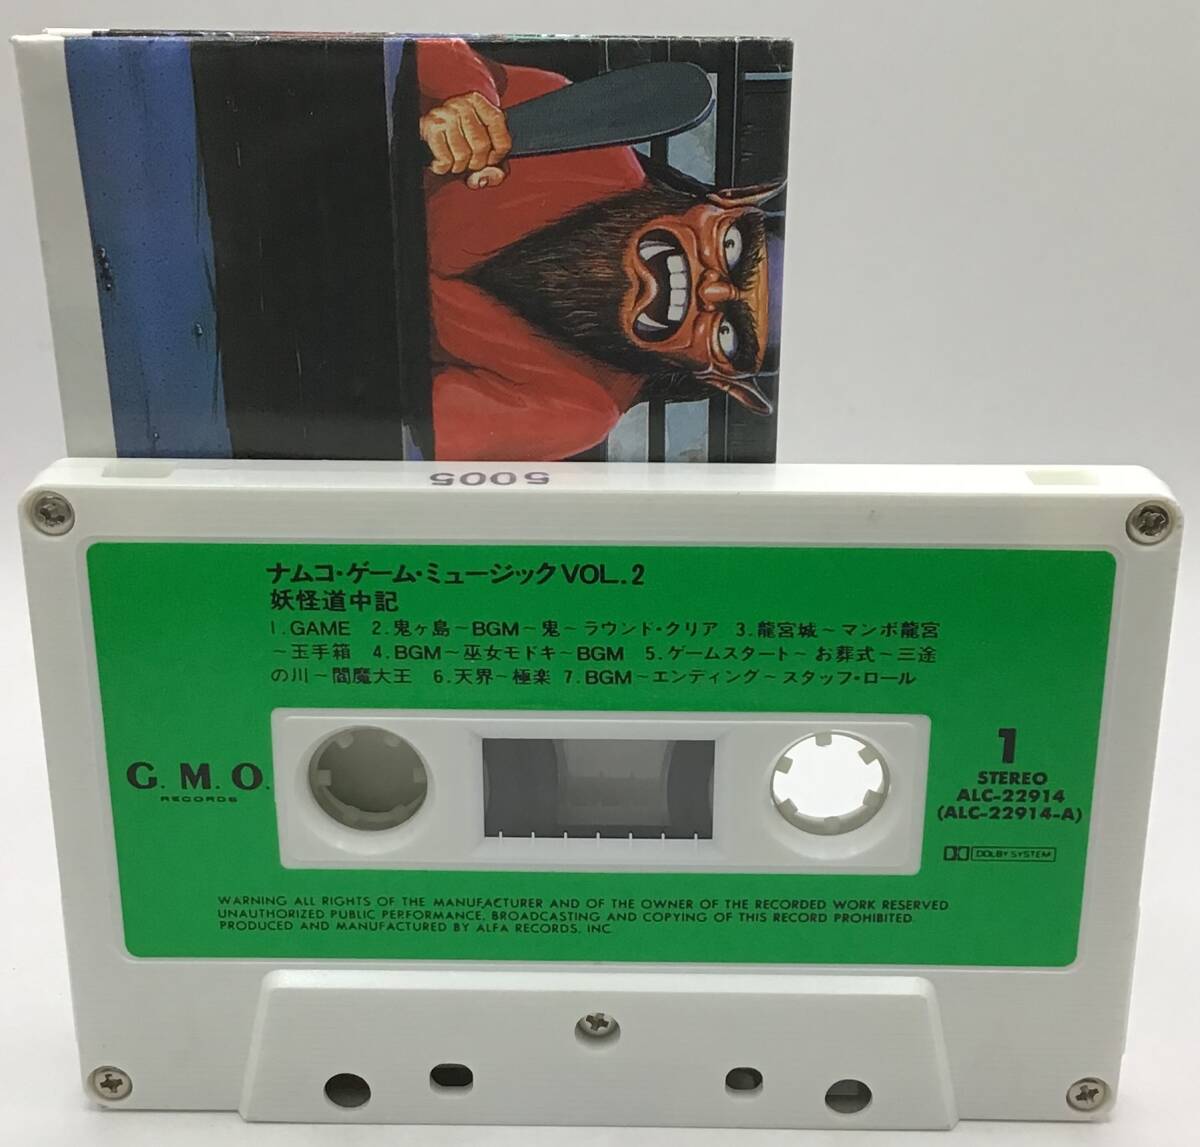 5005
ナムコ・ゲーム・ミュージックVOL.2
妖怪道中記
1.GAME 2.鬼ヶ島〜BGM〜鬼〜ラウンド・クリア 3.龍宮城〜マンボ龍宮
〜玉手箱 4.BGM〜巫女モドキ〜BGM 5.ゲームスタート〜お葬式〜三途
の川〜閻魔大王 6.天界〜極楽 7.BGM〜エンディング〜スタッフ・ロール
G.M.O.
RECORDS
1
STEREO
ALC-22914
(ALC-22914-A)
DOLBY SYSTEM
WARNING ALL RIGHTS OF THE MANUFACTURER AND OF THE OWNER OF THE RECORDED WORK RESERVED
UNAUTHORIZED PUBLIC PERFORMANCE, BROADCASTING AND COPYING OF THIS RECORD PROHIBITED.
PRODUCED AND MANUFACTURED BY ALFA RECORDS, INC